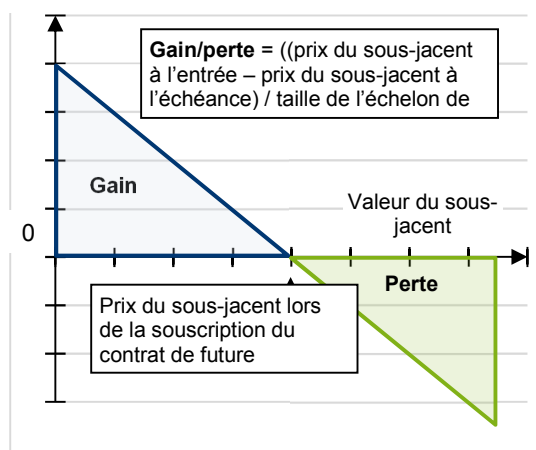 Gain/perte = ((prix du sous-jacent
à l'entrée – prix du sous-jacent à
l'échéance) / taille de l'échelon de
Gain
Valeur du sous-
jacent
0
Perte
Prix du sous-jacent lors
de la souscription du
contrat de future